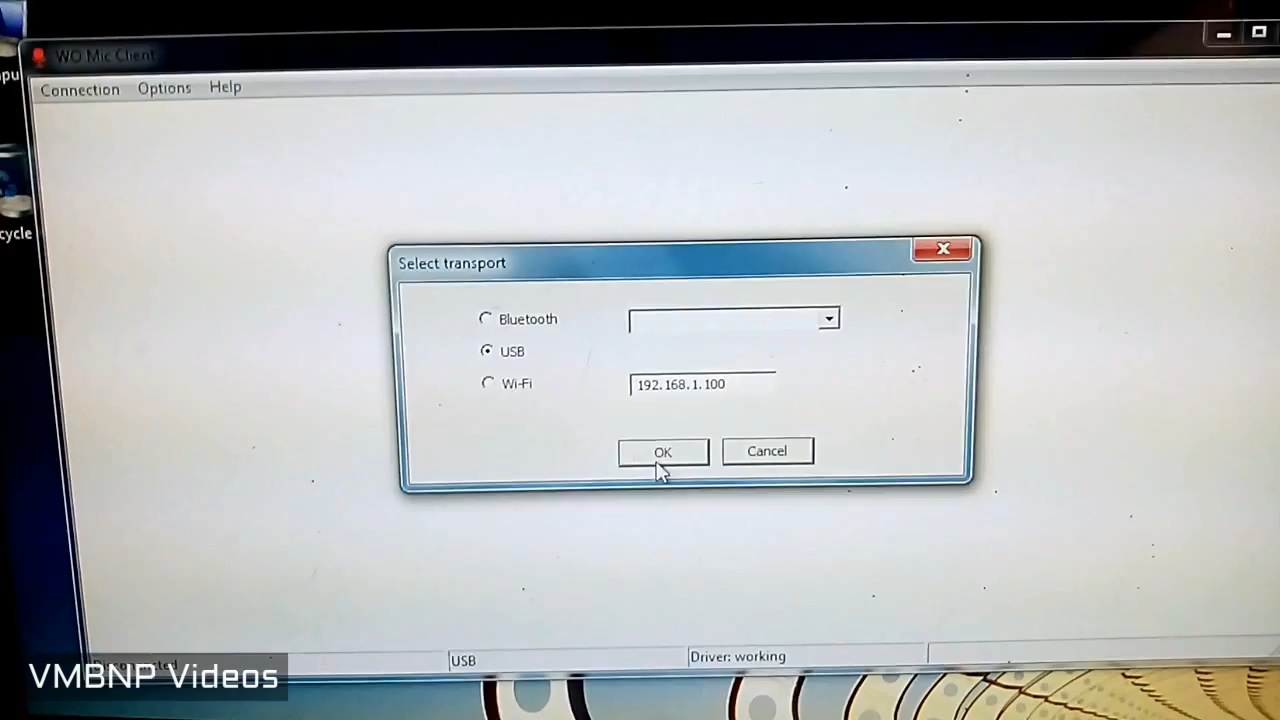 WO Mic Client
Connection Options Help
cycle
Select transport
Bluetooth
USB
Wi-Fi
192.168.1.100
OK
Cancel
Disconnected
USB
Driver: working
VMBNP Videos